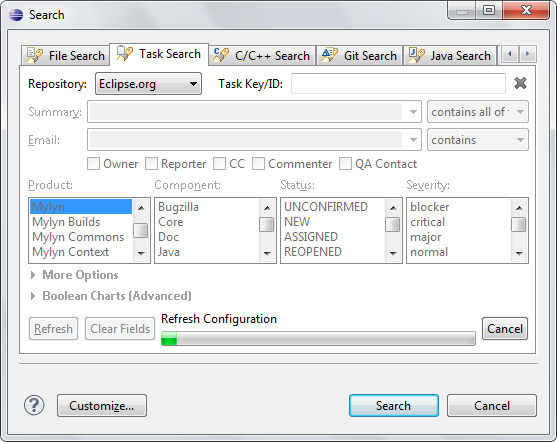 Search
File Search Task Search C/C++ Search Git Search Java Search
Repository: Eclipse.org Task Key/ID:
Summary: contains all of
Email: contains
Owner Reporter CC Commenter QA Contact
Product: Component: Status: Severity:
Mylyn Bugzilla UNCONFIRMED blocker
Mylyn Builds Core NEW critical
Mylyn Commons Doc ASSIGNED major
Mylyn Context Java REOPENED normal
More Options
Boolean Charts (Advanced)
Refresh Clear Fields Refresh Configuration Cancel
? Customize... Search Cancel